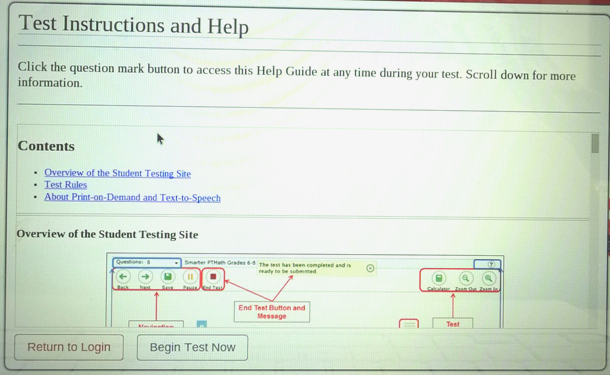 Test Instructions and Help
Click the question mark button to access this Help Guide at any time during your test. Scroll down for more
information.
Contents
Overview of the Student Testing Site
Test Rules
About Print-on-Demand and Text-to-Speech
Overview of the Student Testing Site
Questions: 8
Smarter PTMath Grades 6-8
The test has been completed and is
ready to be submitted.
Back Next Save Pause End Test
Calculator Zoom Out Zoom In
End Test Button and
Message
Navigation
Test
Return to Login
Begin Test Now